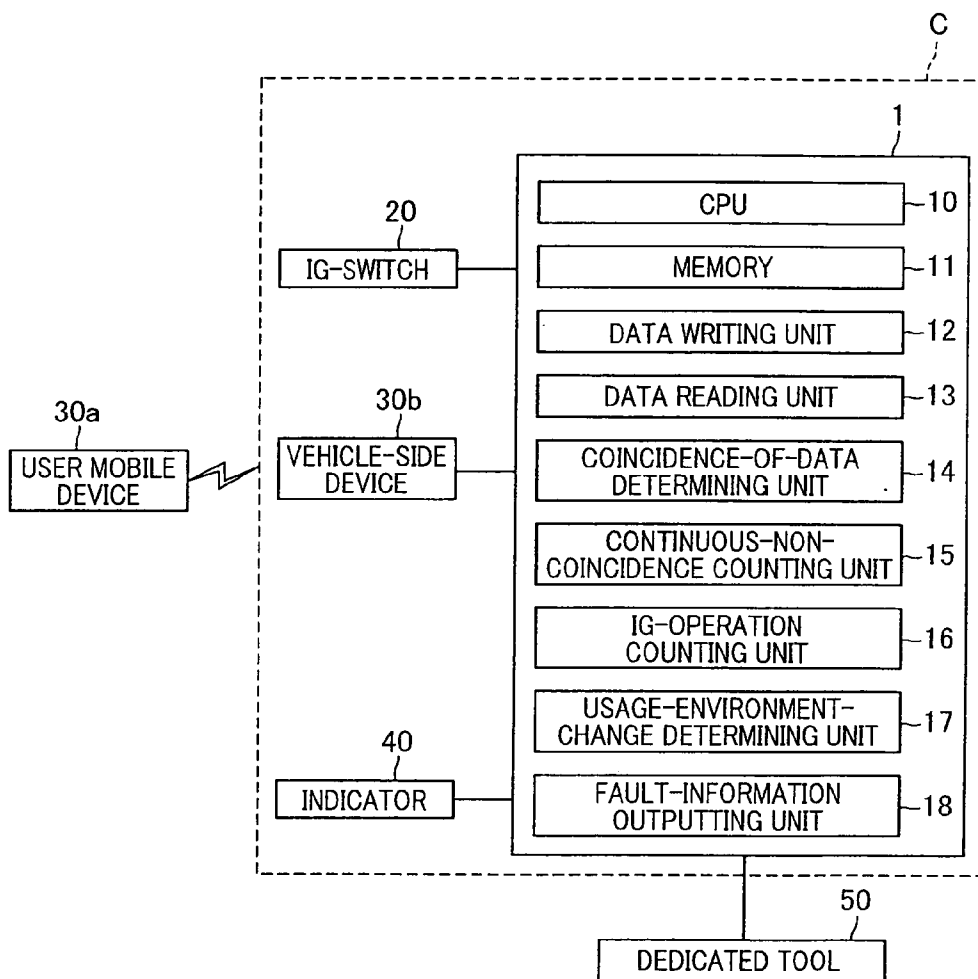 C
1
CPU
10
20
IG-SWITCH
MEMORY
11
DATA WRITING UNIT
12
DATA READING UNIT
13
30a
USER MOBILE
DEVICE
30b
VEHICLE-SIDE
DEVICE
COINCIDENCE-OF-DATA
DETERMINING UNIT
14
CONTINUOUS-NON-
COINCIDENCE COUNTING UNIT
15
IG-OPERATION
COUNTING UNIT
16
USAGE-ENVIRONMENT-
CHANGE DETERMINING UNIT
17
40
INDICATOR
FAULT-INFORMATION
OUTPUTTING UNIT
18
50
DEDICATED TOOL